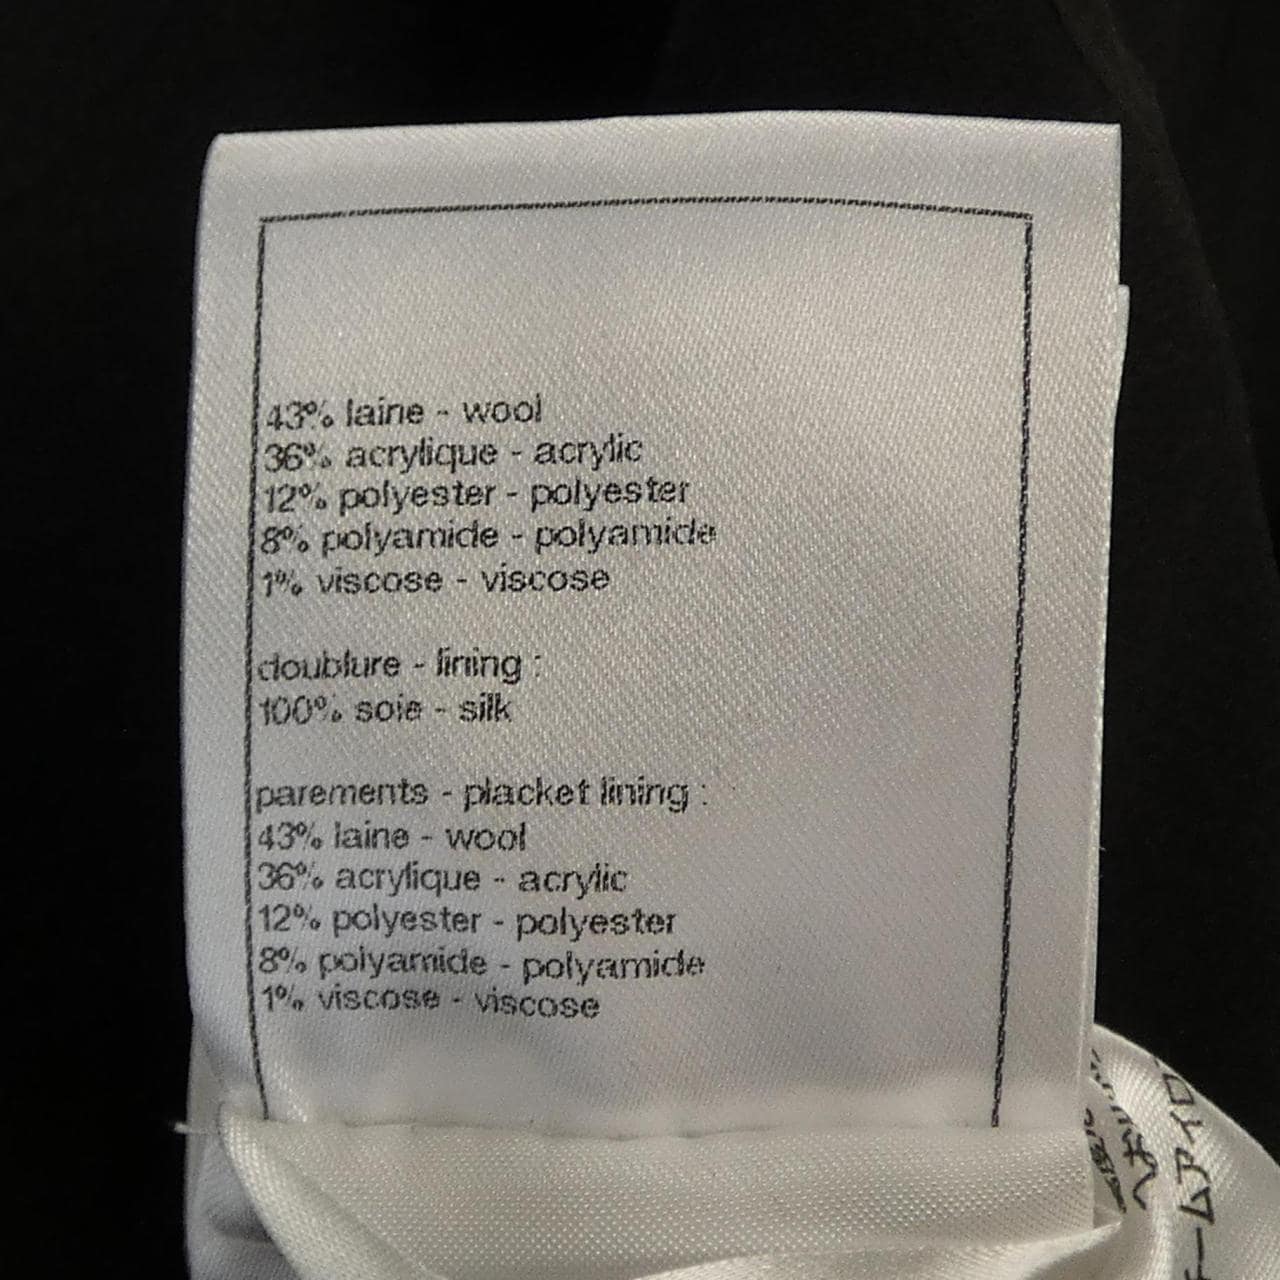 43% laine - wool
36% acrylique - acrylic
12% polyester - polyester
8% polyamide - polyamide
1% viscose - viscose
doublure - lining :
100% soie - silk
parements - placket lining :
43% laine - wool
36% acrylique - acrylic
12% polyester - polyester
8% polyamide - polyamide
1% viscose - viscose